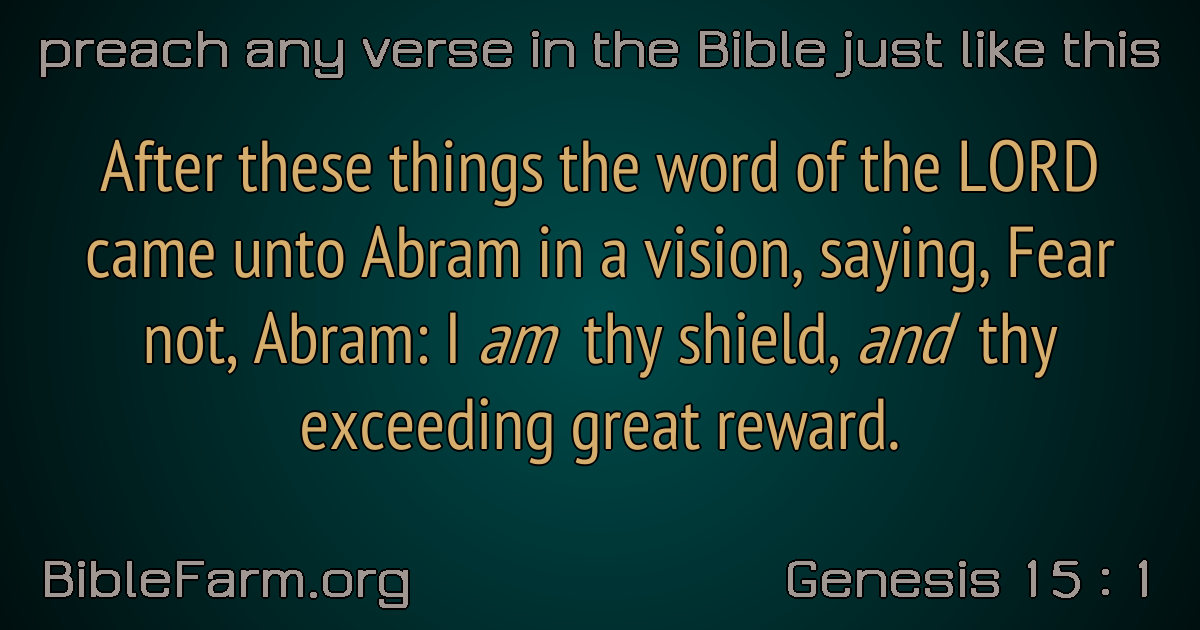 preach any verse in the Bible just like this
After these things the word of the LORD
came unto Abram in a vision, saying, Fear
not, Abram: I am thy shield, and thy
exceeding great reward.
BibleFarm.org
Genesis 15 : 1